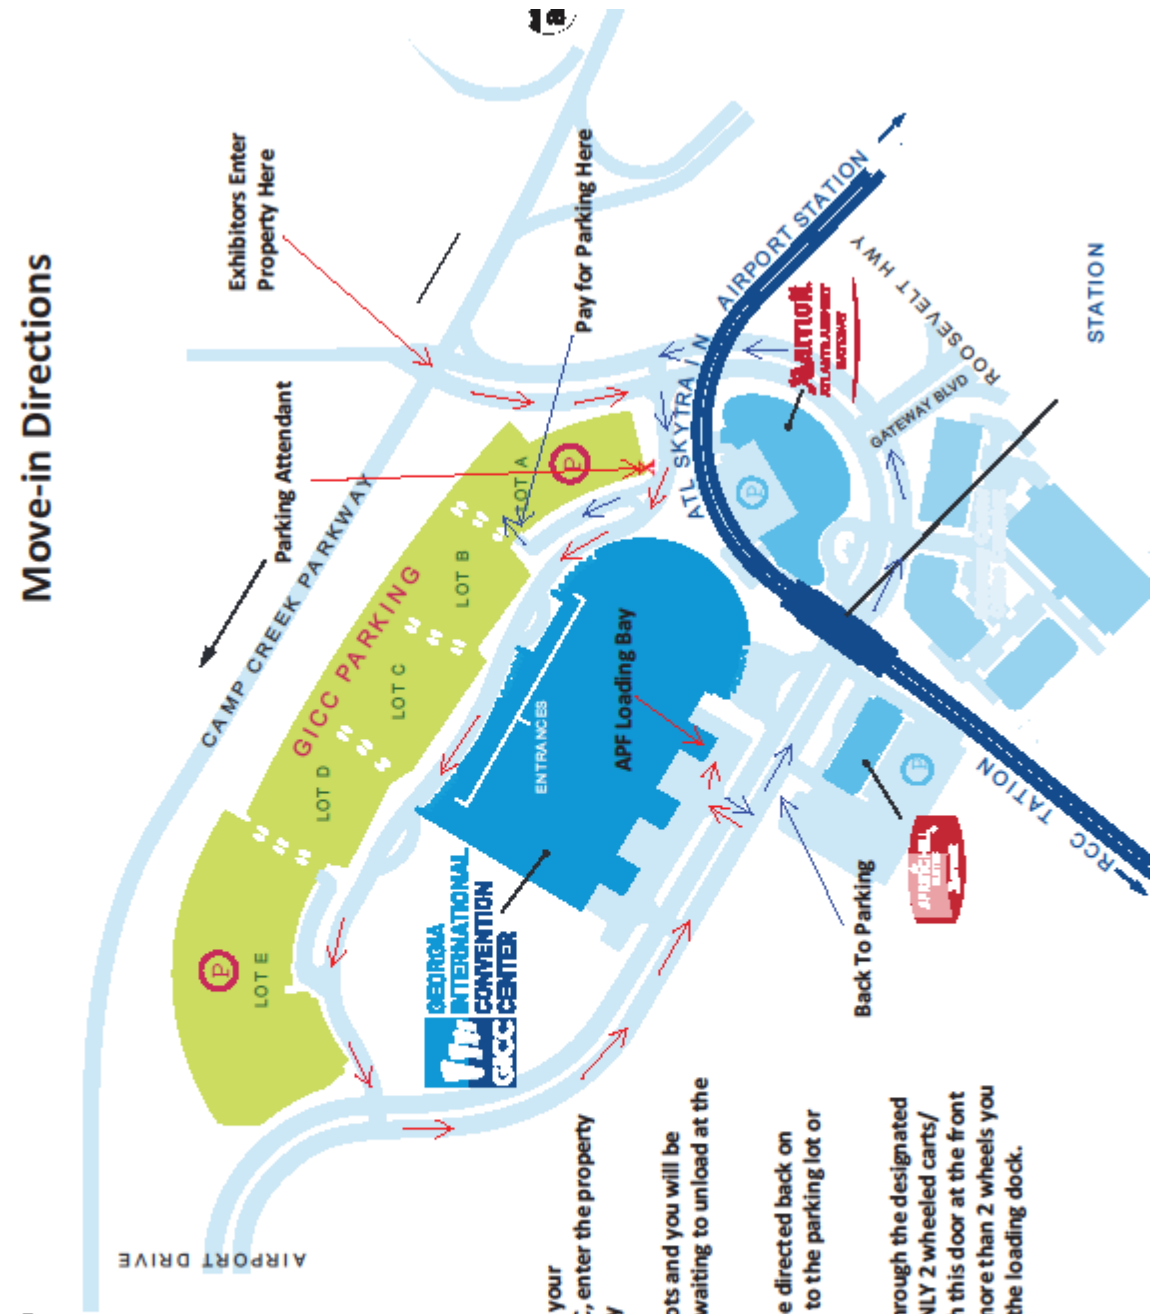 Move-in Directions
Exhibitors Enter
Property Here
Parking Attendant
Pay for Parking Here
CAMP CREEK PARKWAY
GICC PARKING
LOT A
LOT B
LOT C
LOT D
LOT E
P
P
ENTRANCES
APF Loading Bay
GEORGIA
INTERNATIONAL
CONVENTION
GICC CENTER
ATL SKYTRAIN
AIRPORT STATION
ROOSEVELT HWY
GATEWAY BLVD
STATION
P
P
RCC TATION
Back To Parking
AIRPORT DRIVE
ATLANTA AIRPORT
GATEWAY
your
, enter the property
ots and you will be
waiting to unload at the
e directed back on
to the parking lot or
rough the designated
NLY 2 wheeled carts/
this door at the front
ore than 2 wheels you
the loading dock.